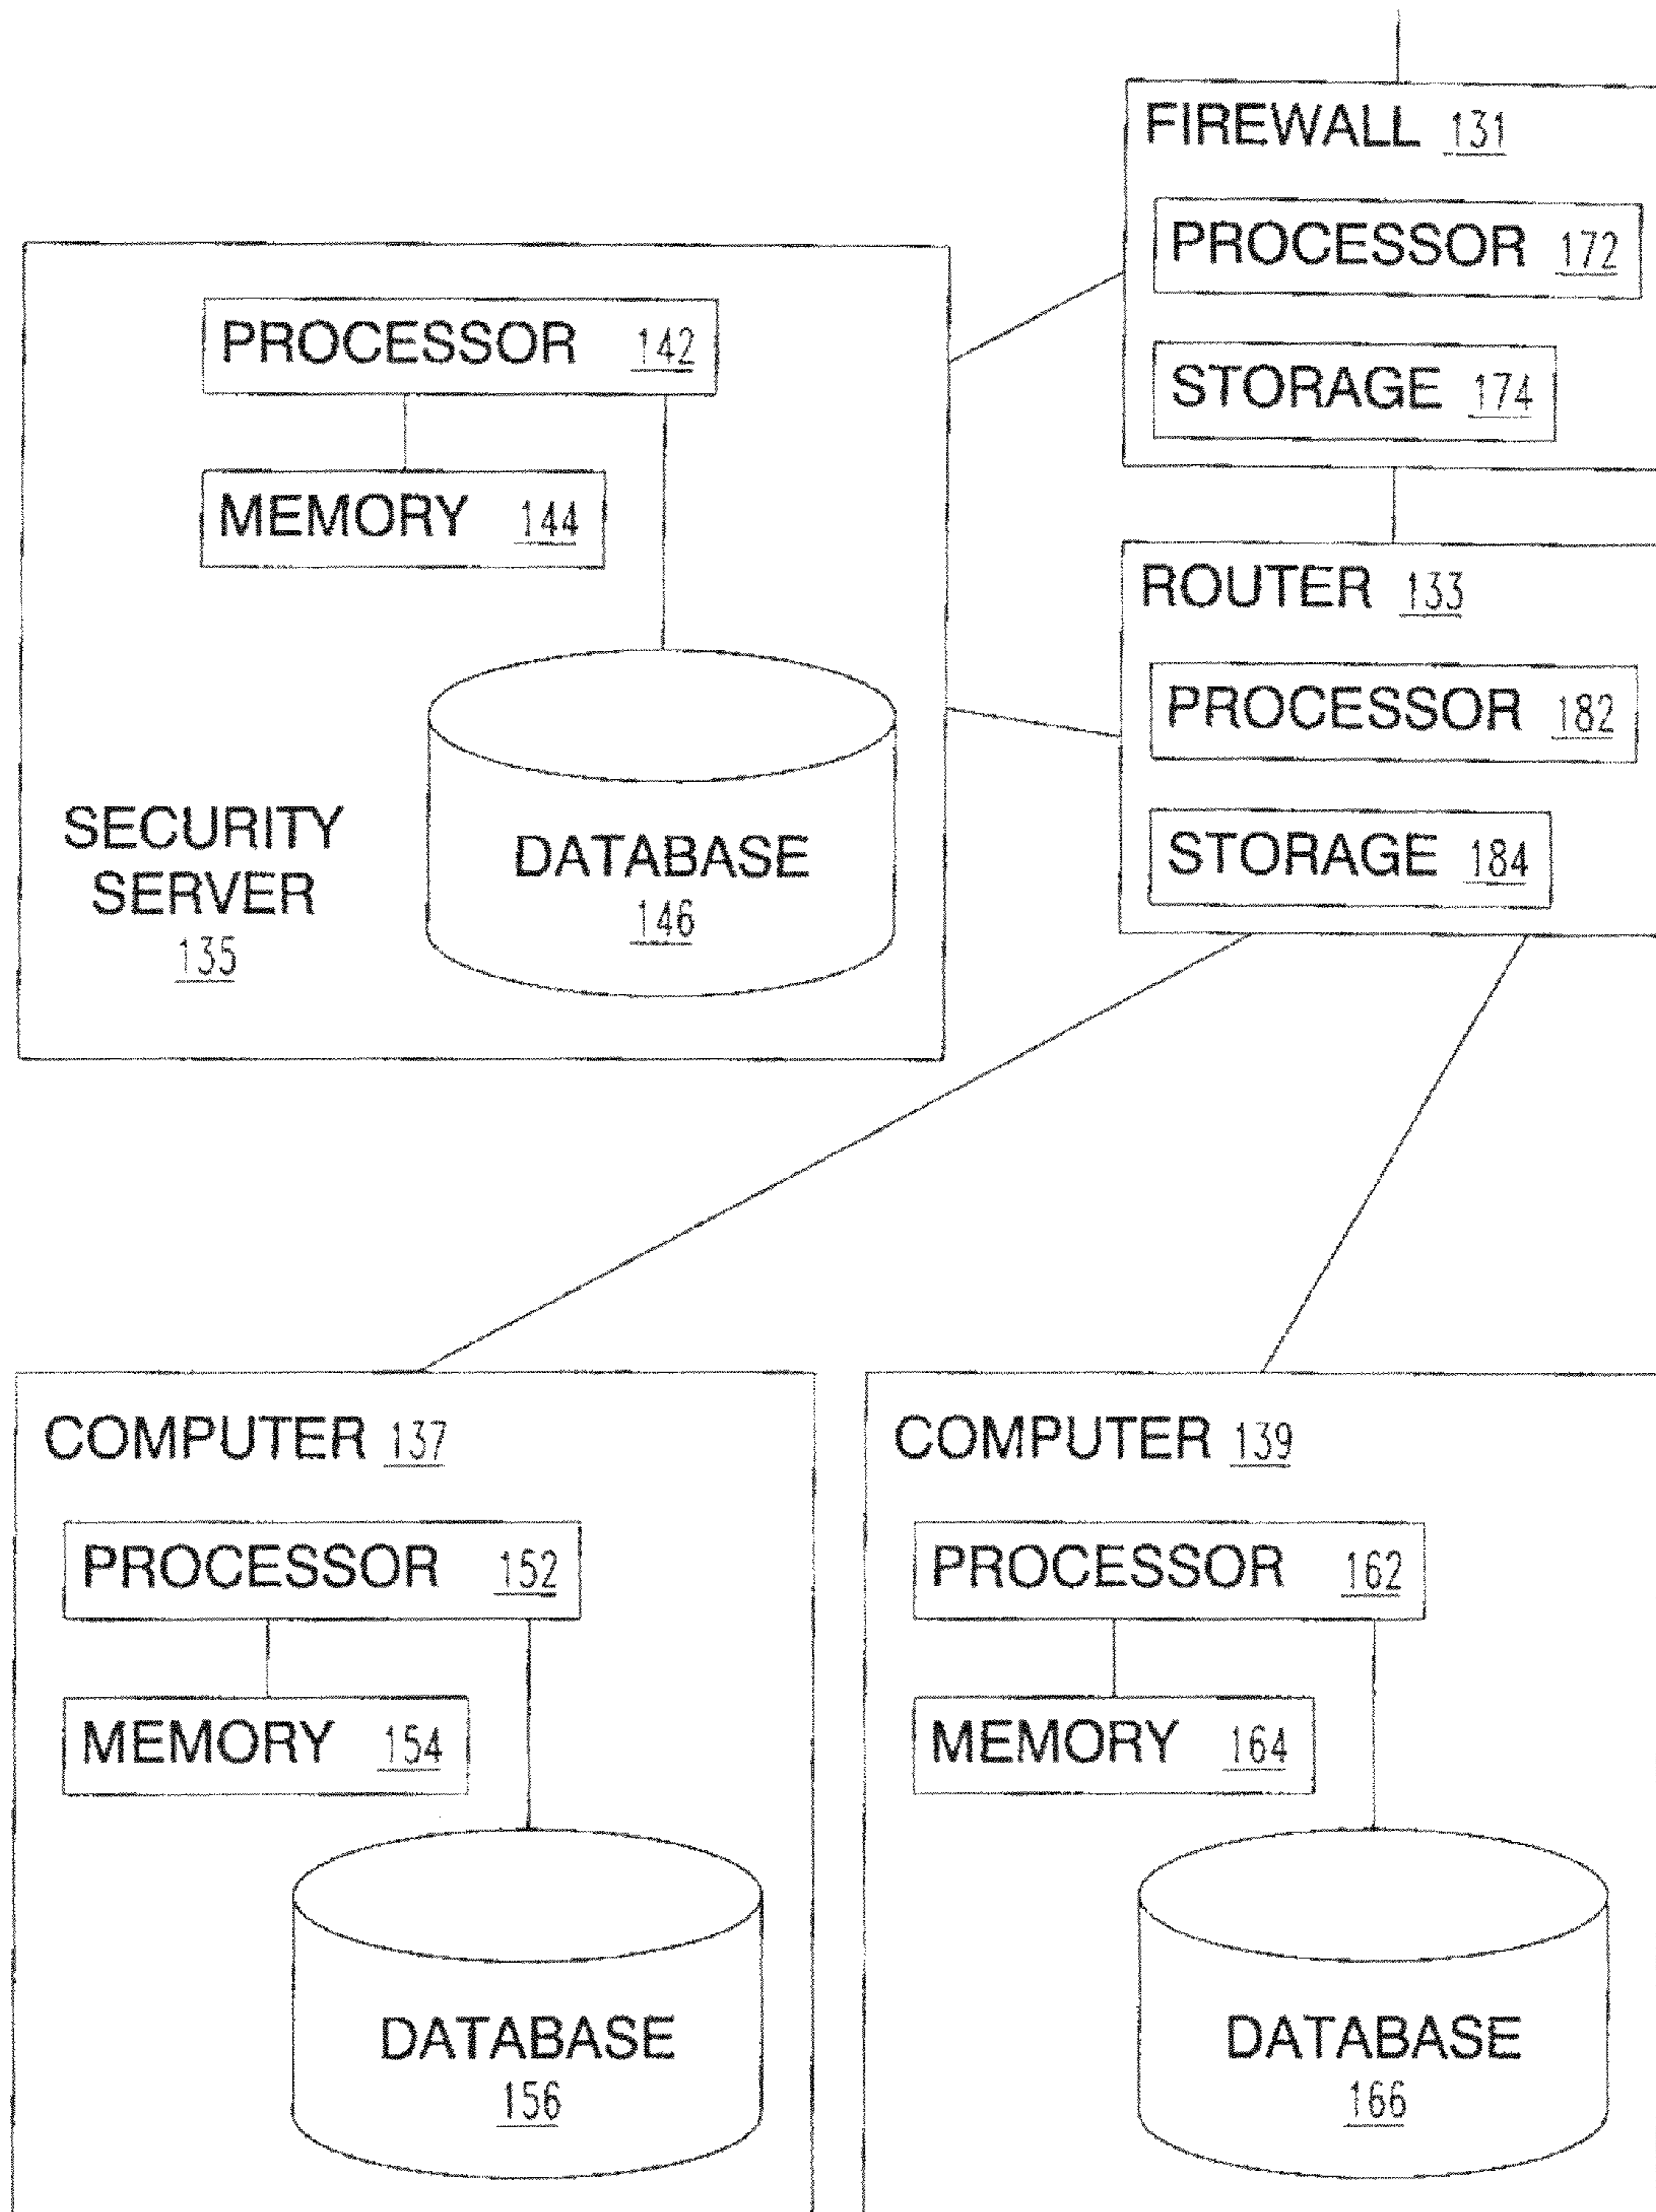 FIREWALL 131
PROCESSOR 172
STORAGE 174
PROCESSOR 142
MEMORY 144
DATABASE
146
SECURITY
SERVER
135
ROUTER 133
PROCESSOR 182
STORAGE 184
COMPUTER 137
PROCESSOR 152
MEMORY 154
DATABASE
156
COMPUTER 139
PROCESSOR 162
MEMORY 164
DATABASE
166